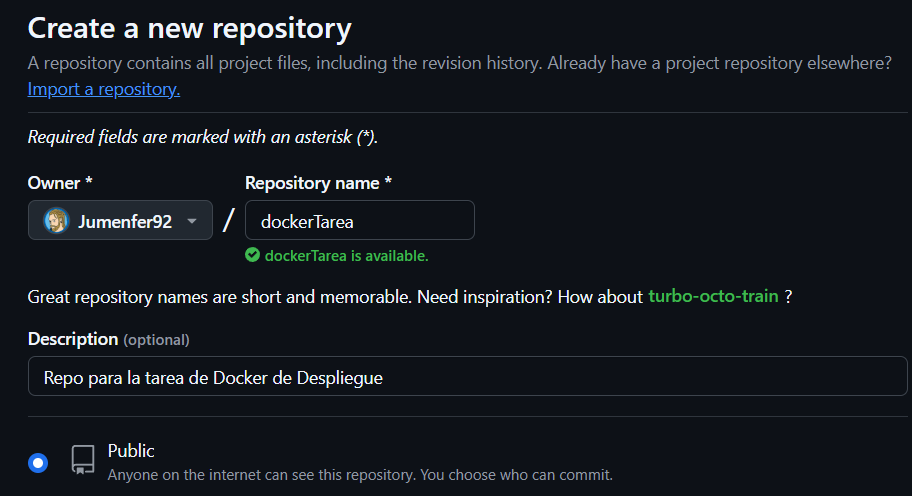 Create a new repository
A repository contains all project files, including the revision history. Already have a project repository elsewhere?
Import a repository.
Required fields are marked with an asterisk (*).
Owner * Repository name *
Jumenfer92 / dockerTarea
dockerTarea is available.
Great repository names are short and memorable. Need inspiration? How about turbo-octo-train ?
Description (optional)
Repo para la tarea de Docker de Despliegue
Public
Anyone on the internet can see this repository. You choose who can commit.